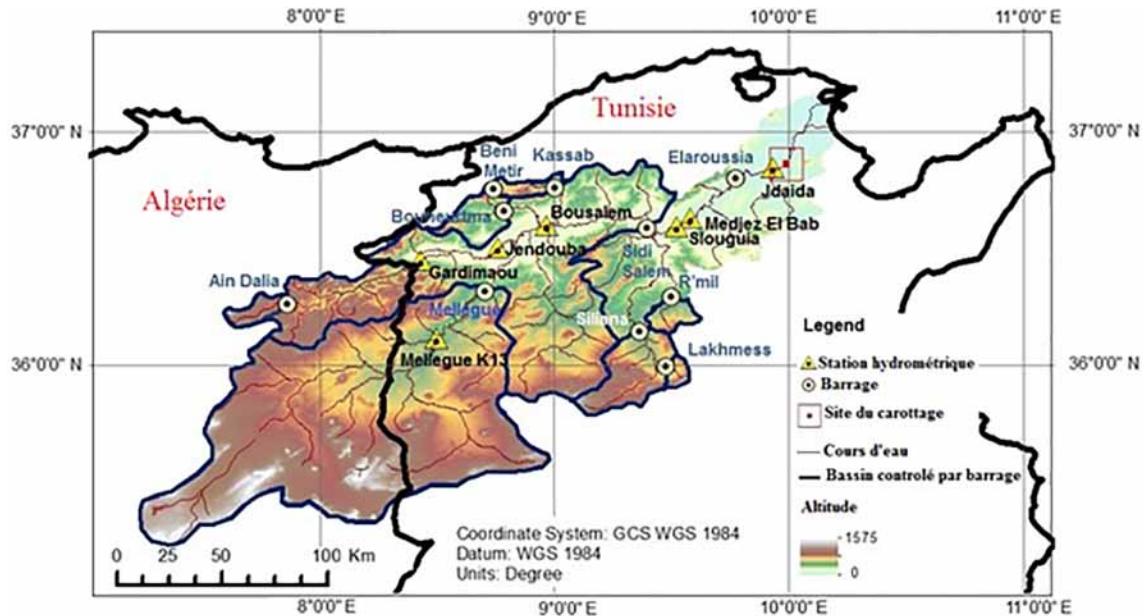 8°0'0" E
9°0'0" E
10°0'0" E
11°0'0" E
Tunisie
37°0'0" N
37°0'0" N
Beni
Metir
Kassab
Elaroussia
Jdaida
Algérie
Bousalem
Medjez El Bab
Slouguia
Jendouba
Sidi
Salem
Gardimaou
Ain Dalia
R'mil
Mellegue
Siliana
Legend
Lakhmess
Mellegue K13
36°0'0" N
36°0'0" N
Station hydrométrique
Barrage
Site du carottage
Cours d'eau
Bassin controlé par barrage
Altitude
1575
0
Coordinate System: GCS WGS 1984
Datum: WGS 1984
Units: Degree
0 25 50 100 Km
8°0'0" E
9°0'0" E
10°0'0" E
11°0'0" E